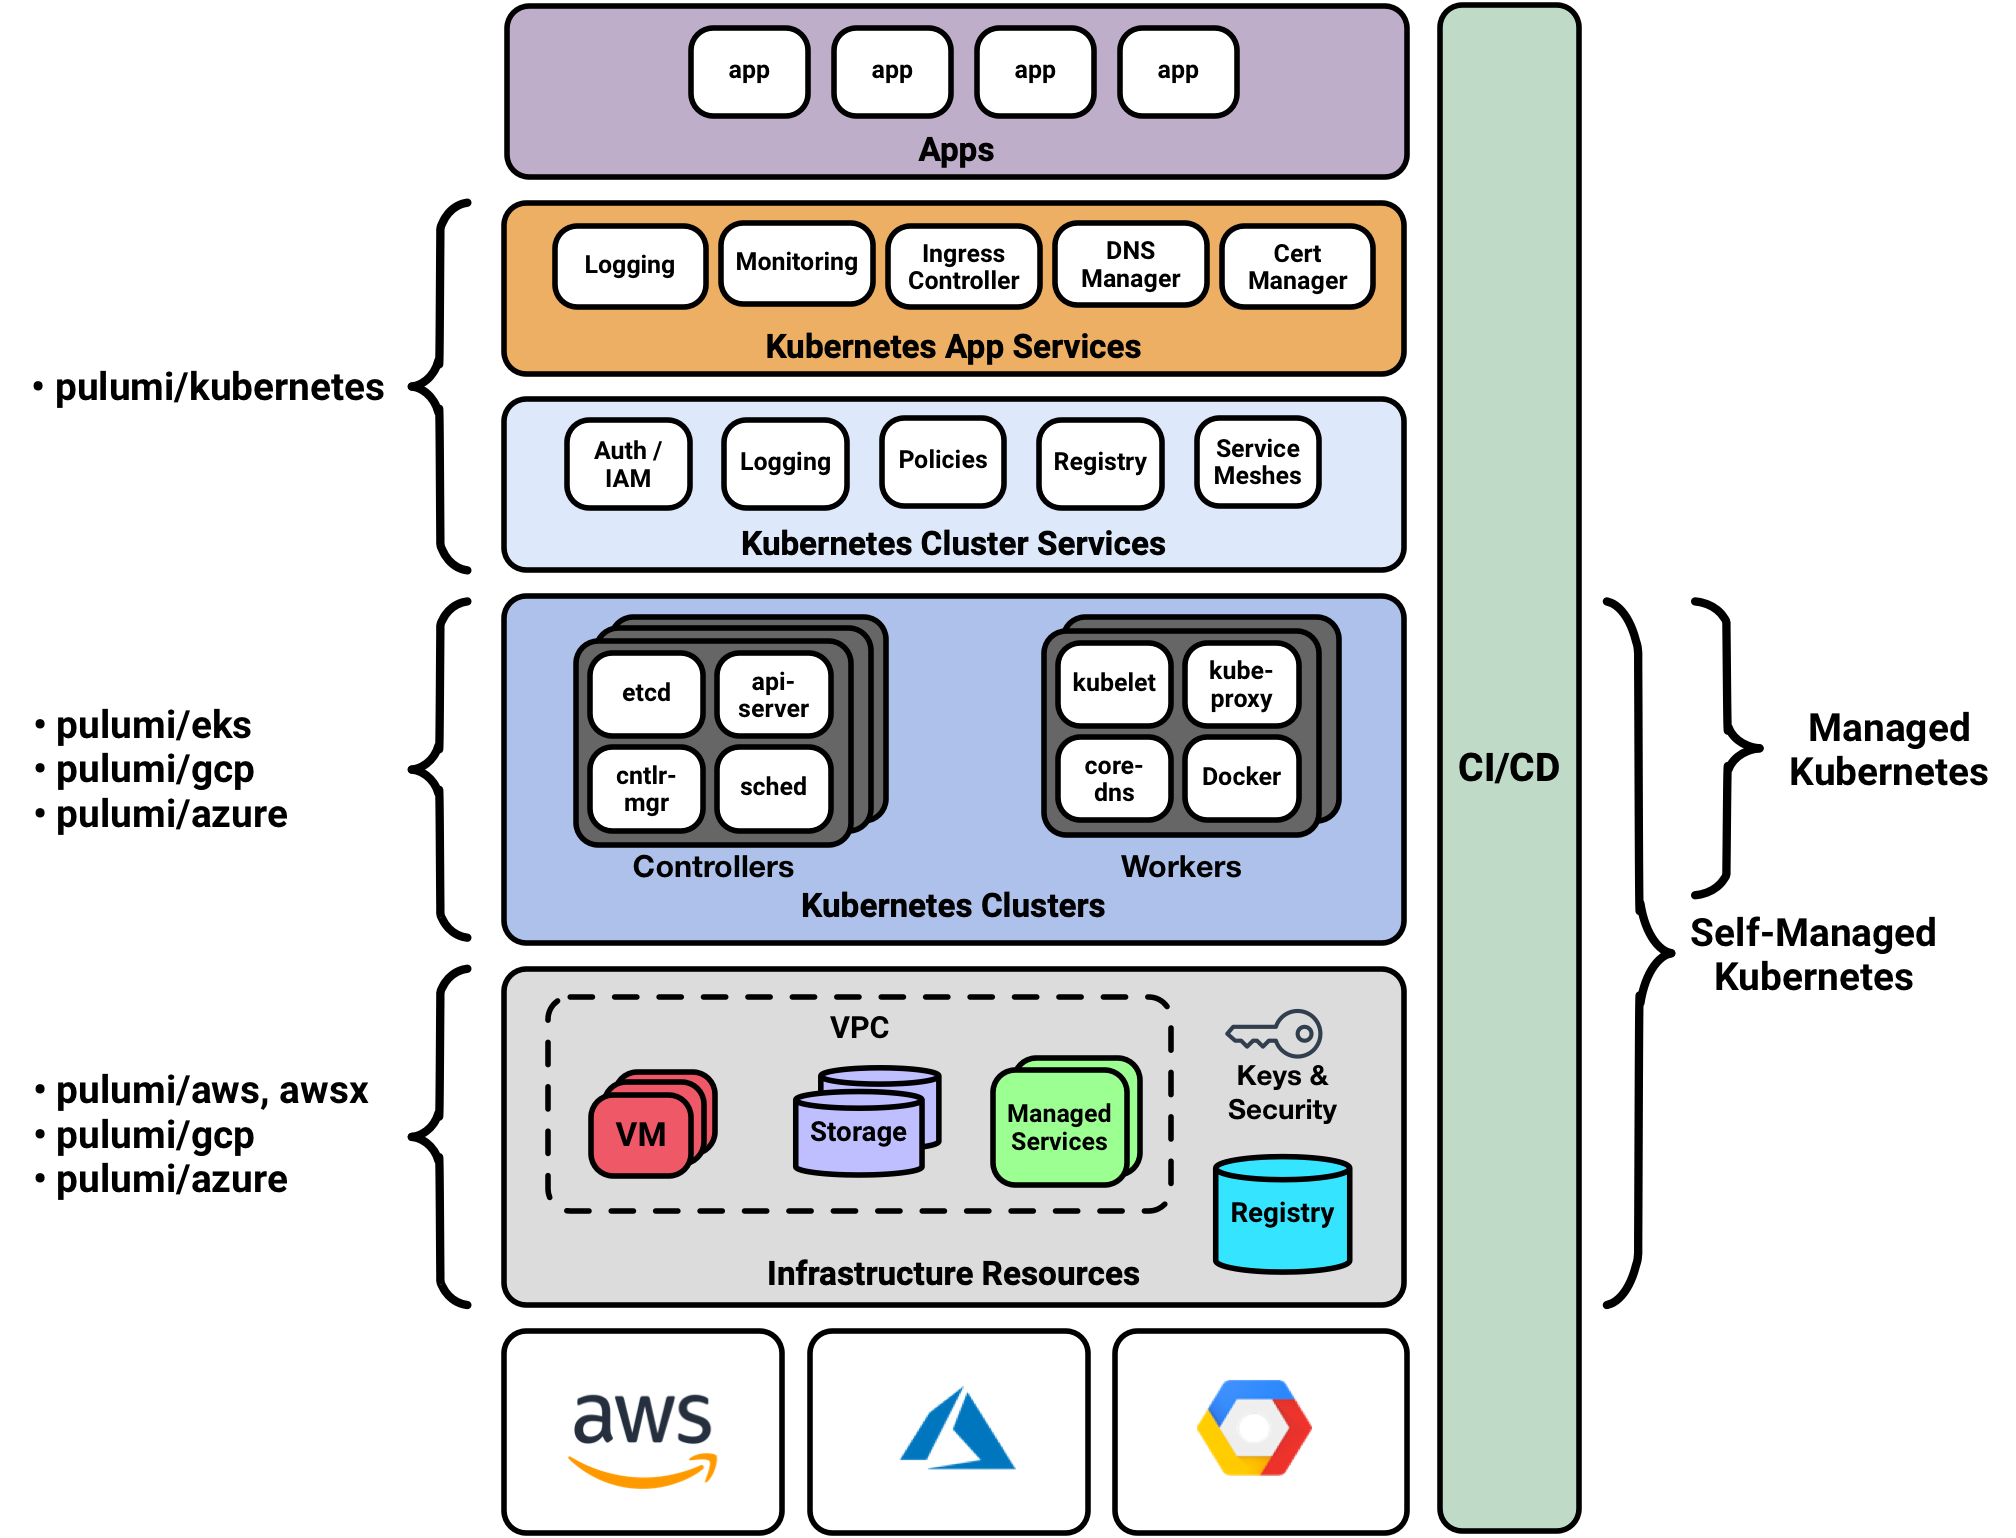 app
app
app
app
Apps
Logging
Monitoring
Ingress
Controller
DNS
Manager
Cert
Manager
Kubernetes App Services
• pulumi/kubernetes
Auth /
IAM
Logging
Policies
Registry
Service
Meshes
Kubernetes Cluster Services
• pulumi/eks
• pulumi/gcp
• pulumi/azure
etcd
api-
server
cntlr-
mgr
sched
Controllers
kubelet
kube-
proxy
core-
dns
Docker
Workers
Kubernetes Clusters
CI/CD
Managed
Kubernetes
Self-Managed
Kubernetes
• pulumi/aws, awsx
• pulumi/gcp
• pulumi/azure
VPC
VM
Storage
Managed
Services
Keys &
Security
Registry
Infrastructure Resources
aws